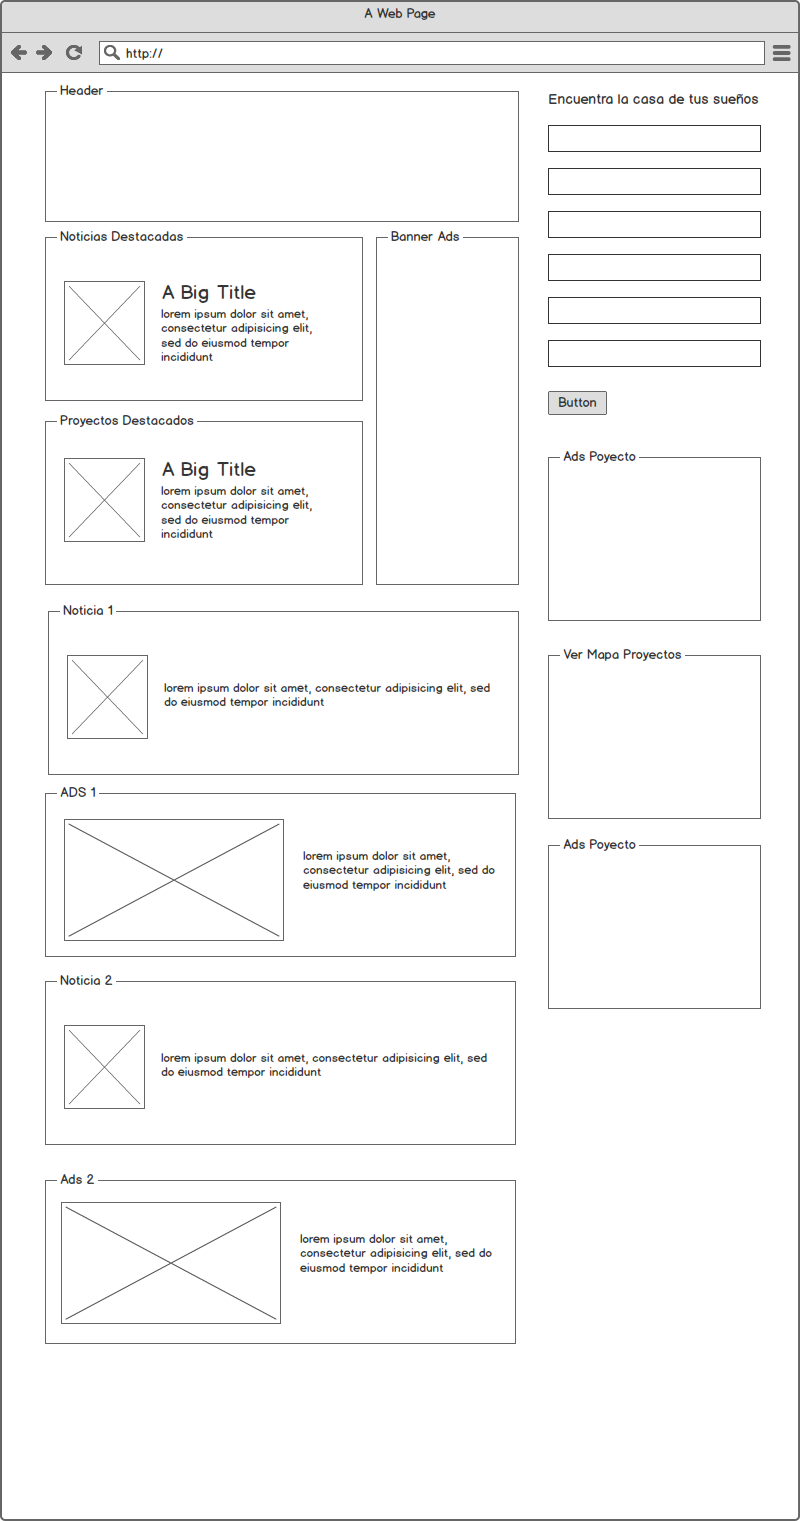 A Web Page
http://
Header
Noticias Destacadas
A Big Title
lorem ipsum dolor sit amet,
consectetur adipisicing elit,
sed do eiusmod tempor
incididunt
Banner Ads
Proyectos Destacados
A Big Title
lorem ipsum dolor sit amet,
consectetur adipisicing elit,
sed do eiusmod tempor
incididunt
Noticia 1
lorem ipsum dolor sit amet, consectetur adipisicing elit, sed
do eiusmod tempor incididunt
ADS 1
lorem ipsum dolor sit amet,
consectetur adipisicing elit, sed do
eiusmod tempor incididunt
Noticia 2
lorem ipsum dolor sit amet, consectetur adipisicing elit, sed
do eiusmod tempor incididunt
Ads 2
lorem ipsum dolor sit amet,
consectetur adipisicing elit, sed do
eiusmod tempor incididunt
Encuentra la casa de tus sueños
Button
Ads Poyecto
Ver Mapa Proyectos
Ads Poyecto